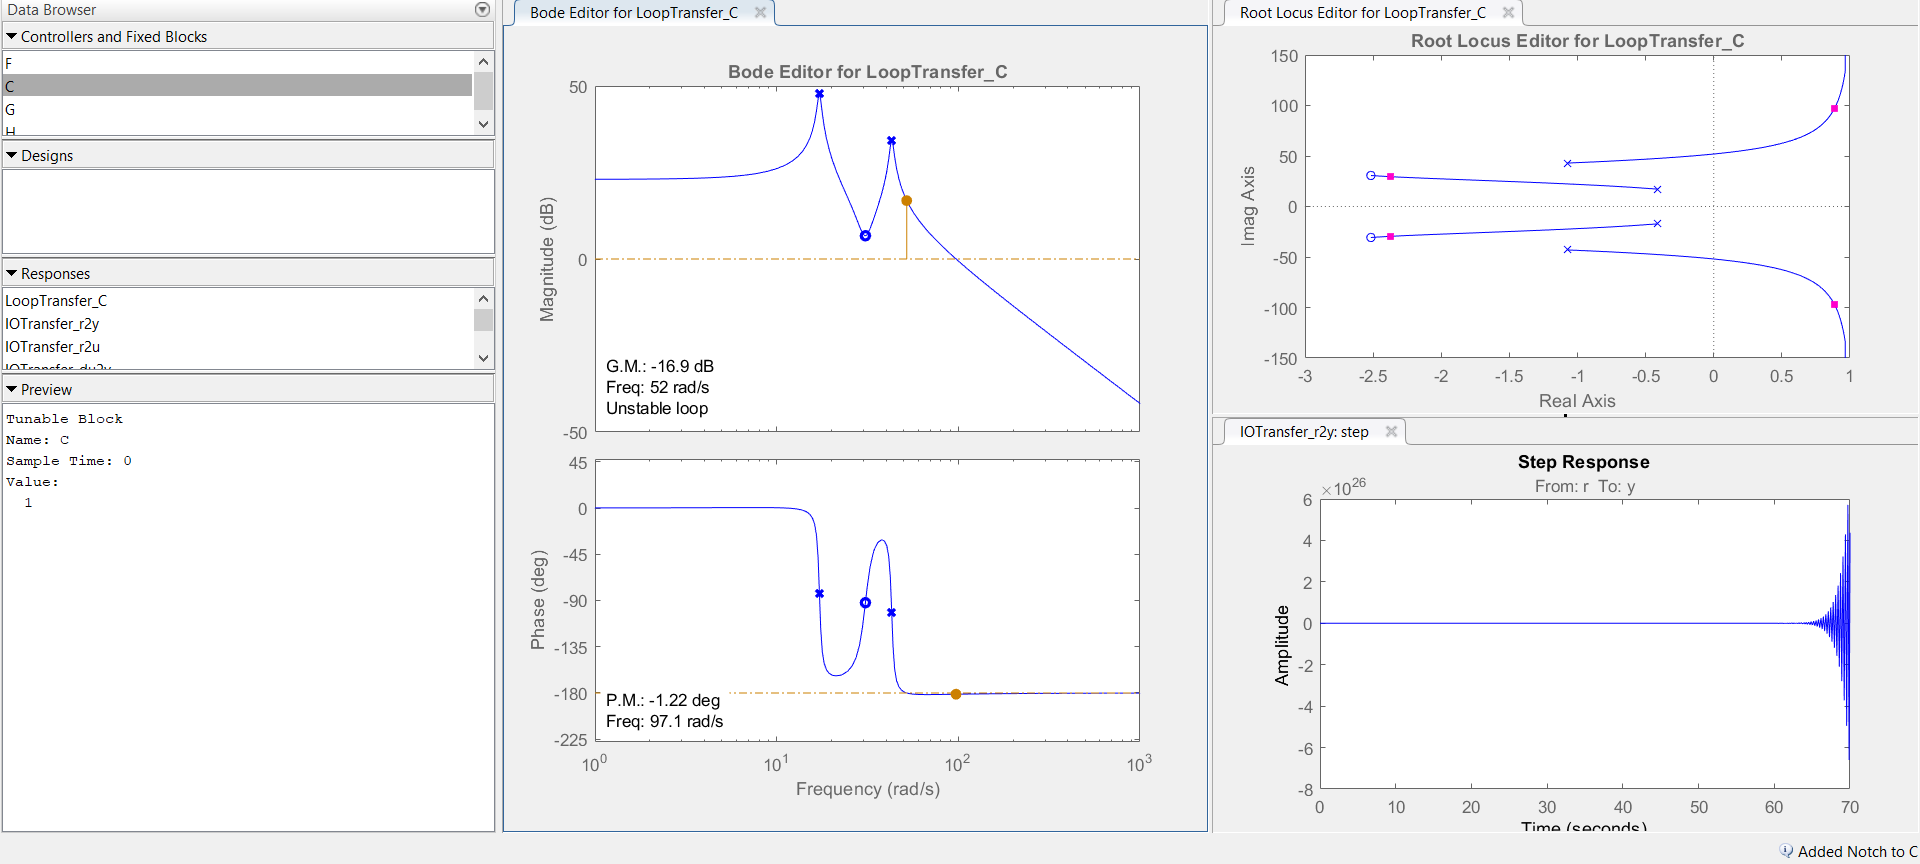 Data Browser
Controllers and Fixed Blocks
F
C
G
H
Designs
Responses
LoopTransfer_C
IOTransfer_r2y
IOTransfer_r2u
IOTransfer_du2y
Preview
Tunable Block
Name: C
Sample Time: 0
Value:
1
Bode Editor for LoopTransfer_C
Bode Editor for LoopTransfer_C
50
0
-50
Magnitude (dB)
G.M.: -16.9 dB
Freq: 52 rad/s
Unstable loop
45
0
-45
-90
-135
-180
-225
Phase (deg)
P.M.: -1.22 deg
Freq: 97.1 rad/s
10^0 10^1 10^2 10^3
Frequency (rad/s)
Root Locus Editor for LoopTransfer_C
Root Locus Editor for LoopTransfer_C
150
100
50
0
-50
-100
-150
Imag Axis
-3 -2.5 -2 -1.5 -1 -0.5 0 0.5 1
Real Axis
IOTransfer_r2y: step
Step Response
From: r To: y
×10^26
6
4
2
0
-2
-4
-6
-8
Amplitude
0 10 20 30 40 50 60 70
Time (seconds)
Added Notch to C